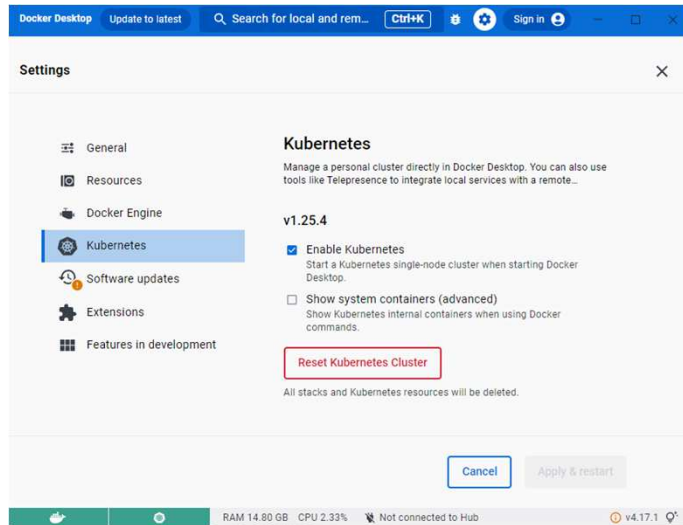 Docker Desktop Update to latest Search for local and rem... Ctrl+K Sign in
Settings
General
Resources
Docker Engine
Kubernetes
Software updates
Extensions
Features in development
Kubernetes
Manage a personal cluster directly in Docker Desktop. You can also use
tools like Telepresence to integrate local services with a remote...
v1.25.4
Enable Kubernetes
Start a Kubernetes single-node cluster when starting Docker
Desktop.
Show system containers (advanced)
Show Kubernetes internal containers when using Docker
commands.
Reset Kubernetes Cluster
All stacks and Kubernetes resources will be deleted.
Cancel Apply & restart
RAM 14.80 GB CPU 2.33% Not connected to Hub v4.17.1